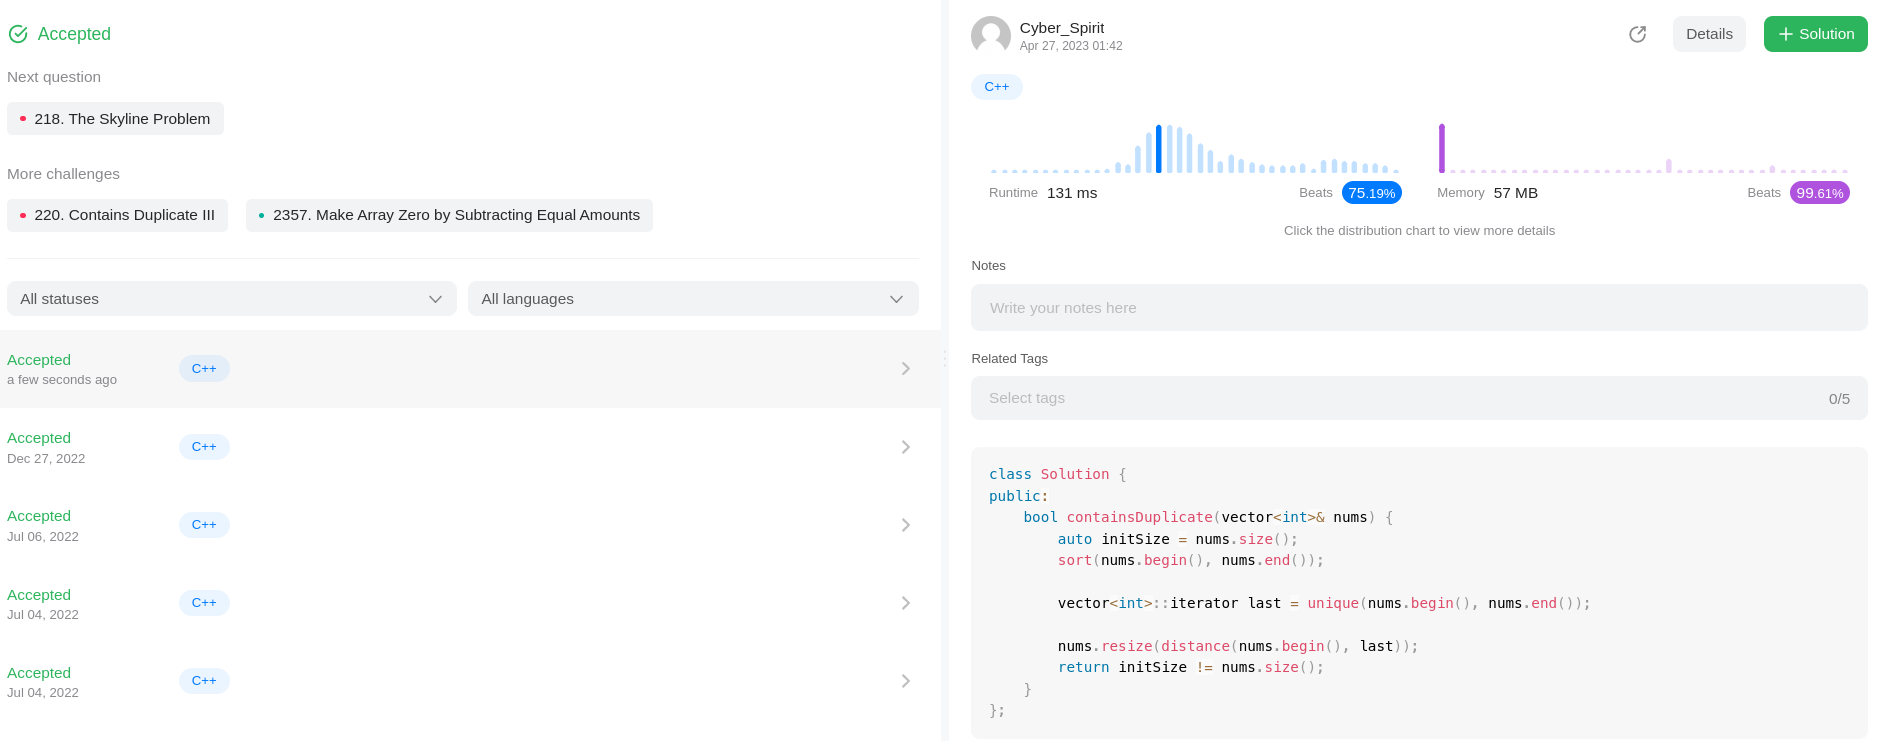 Accepted
Next question
218. The Skyline Problem
More challenges
220. Contains Duplicate III
2357. Make Array Zero by Subtracting Equal Amounts
All statuses
All languages
Accepted
a few seconds ago
C++
Accepted
Dec 27, 2022
C++
Accepted
Jul 06, 2022
C++
Accepted
Jul 04, 2022
C++
Accepted
Jul 04, 2022
C++
Cyber_Spirit
Apr 27, 2023 01:42
Details
Solution
C++
Runtime 131 ms
Beats 75.19%
Memory 57 MB
Beats 99.61%
Click the distribution chart to view more details
Notes
Write your notes here
Related Tags
Select tags
0/5
class Solution {
public:
    bool containsDuplicate(vector<int>& nums) {
        auto initSize = nums.size();
        sort(nums.begin(), nums.end());
        vector<int>::iterator last = unique(nums.begin(), nums.end());
        nums.resize(distance(nums.begin(), last));
        return initSize != nums.size();
    }
};